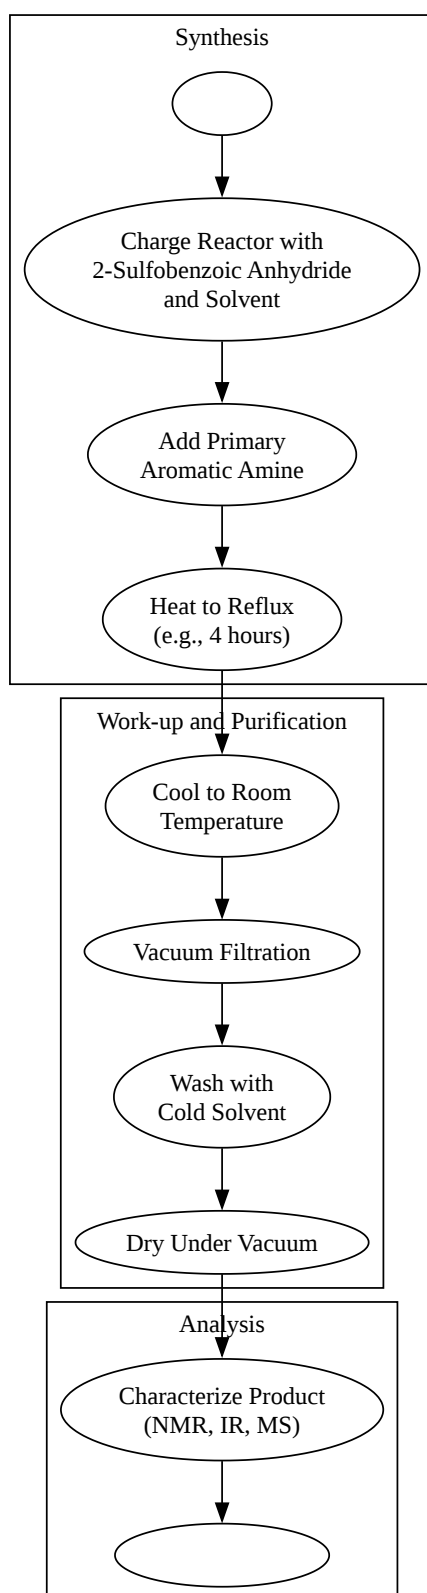 Synthesis
Charge Reactor with
2-Sulfobenzoic Anhydride
and Solvent
Add Primary
Aromatic Amine
Heat to Reflux
(e.g., 4 hours)
Work-up and Purification
Cool to Room
Temperature
Vacuum Filtration
Wash with
Cold Solvent
Dry Under Vacuum
Analysis
Characterize Product
(NMR, IR, MS)